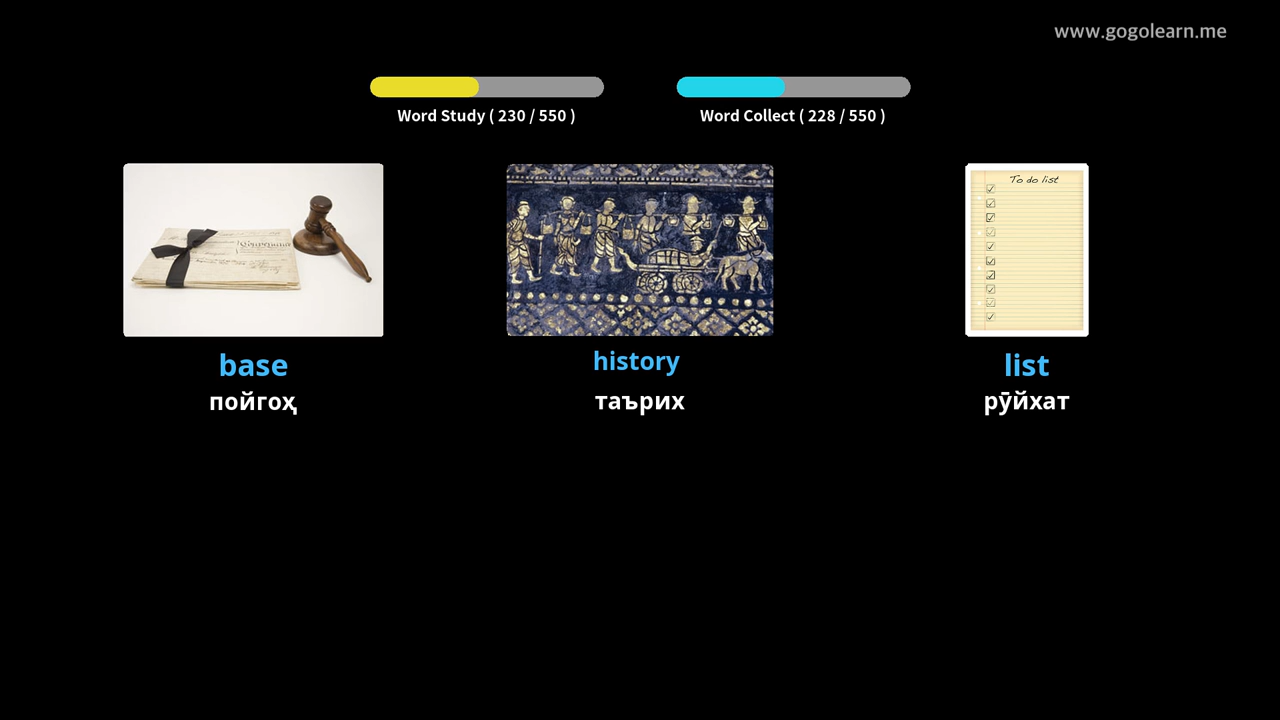 www.gogolearn.me
Word Study ( 230 / 550 )
Word Collect ( 228 / 550 )
To do list
base
history
list
пойгоҳ
таърих
рӯйхат